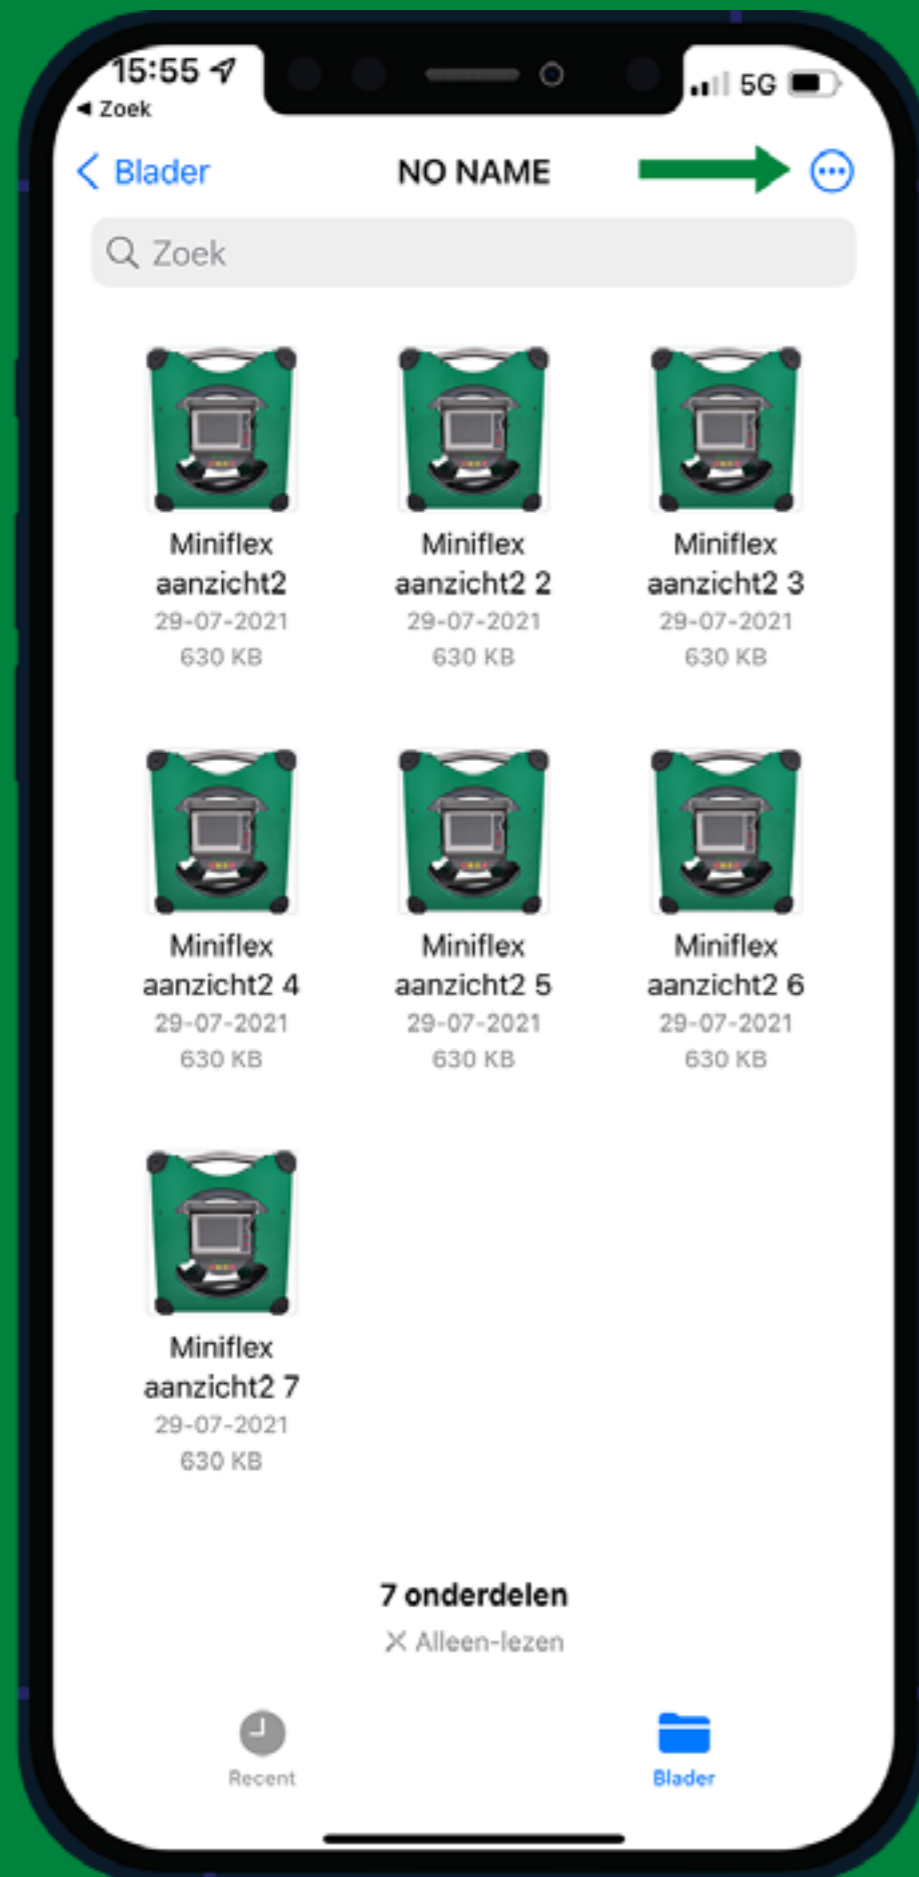 15:55
5G
◀ Zoek
Blader
NO NAME
Zoek
Miniflex
aanzicht2
29-07-2021
630 KB
Miniflex
aanzicht2 2
29-07-2021
630 KB
Miniflex
aanzicht2 3
29-07-2021
630 KB
Miniflex
aanzicht2 4
29-07-2021
630 KB
Miniflex
aanzicht2 5
29-07-2021
630 KB
Miniflex
aanzicht2 6
29-07-2021
630 KB
Miniflex
aanzicht2 7
29-07-2021
630 KB
7 onderdelen
Alleen-lezen
Recent
Blader